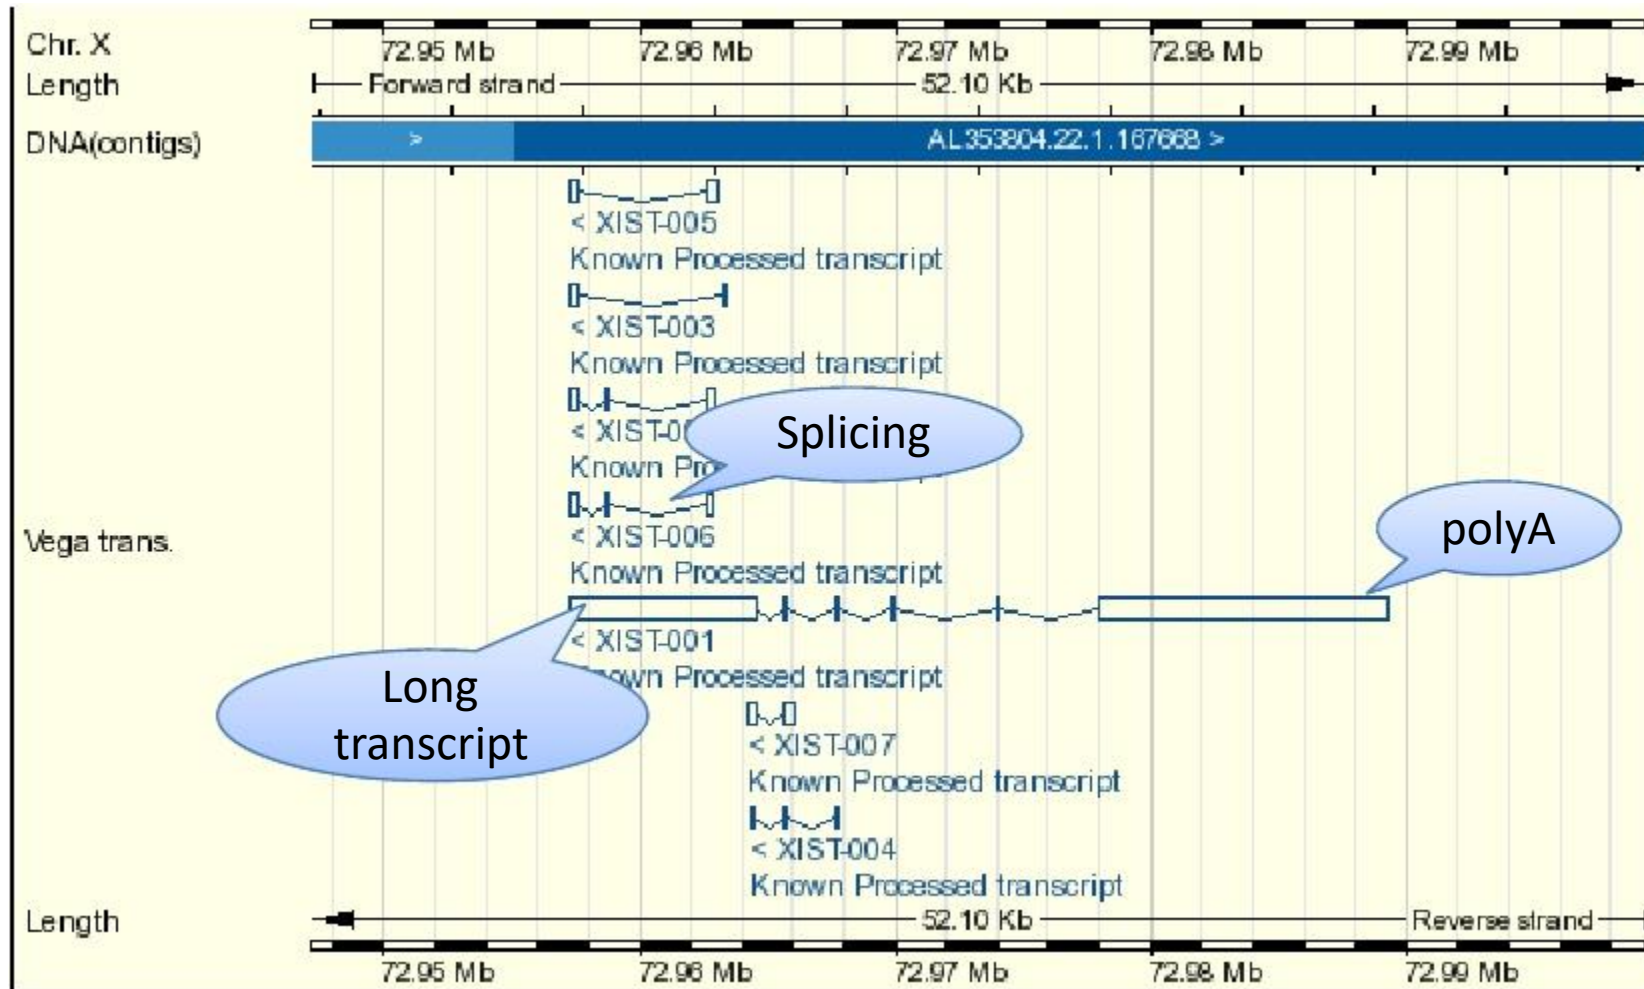 Chr. X
72.95 Mb 72.96 Mb 72.97 Mb 72.98 Mb 72.99 Mb
Length Forward strand 52.10 Kb
DNA(contigs) > AL353804.22.1.167668 >
< XIST-005
Known Processed transcript
< XIST-003
Known Processed transcript
Splicing
< XIST-0
Known Pro
< XIST-006
Known Processed transcript
Vega trans.
polyA
< XIST-001
Known Processed transcript
Long
transcript
< XIST-007
Known Processed transcript
< XIST-004
Known Processed transcript
Length 52.10 Kb Reverse strand
72.95 Mb 72.96 Mb 72.97 Mb 72.98 Mb 72.99 Mb